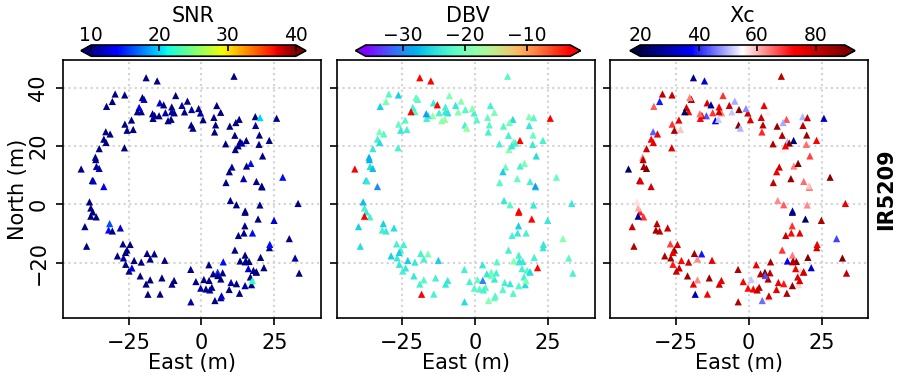 SNR DBV Xc
10 20 30 40 −30 −20 −10 20 40 60 80
North (m)
40
20
0
−20
IR5209
−25 0 25 −25 0 25 −25 0 25
East (m) East (m) East (m)